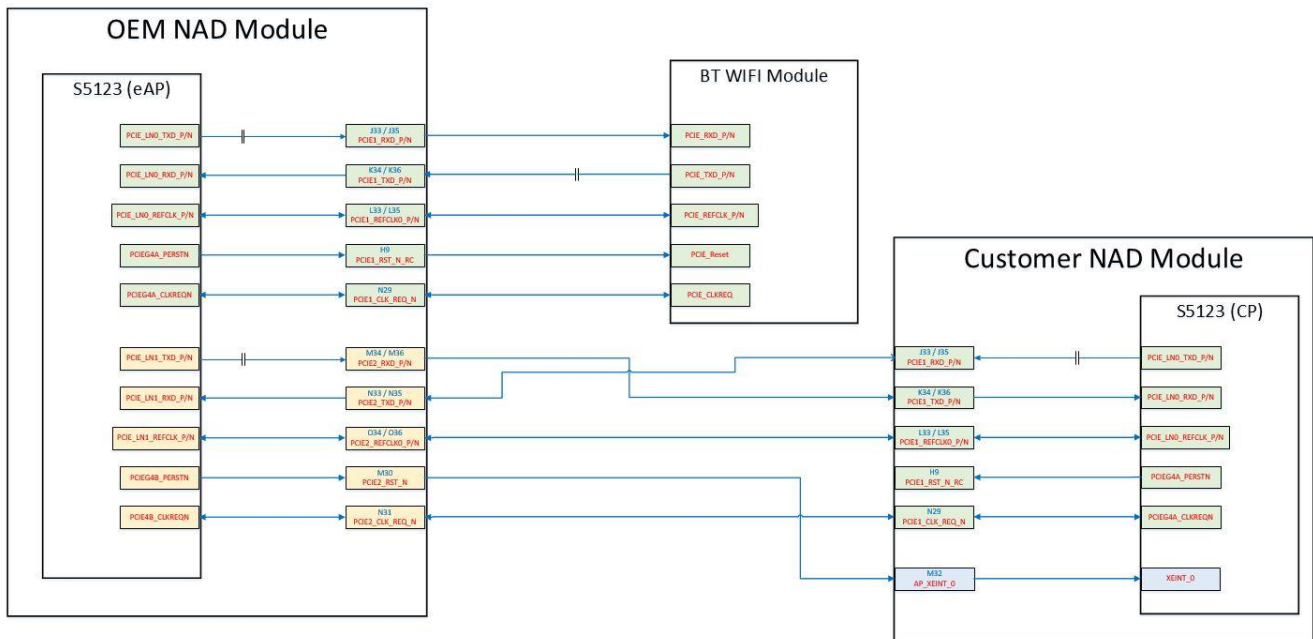 OEM NAD Module
S5123 (eAP)
PCIE_LN0_TXD_P/N
J33 / J35
PCIE1_RXD_P/N
PCIE_LN0_RXD_P/N
K34 / K36
PCIE1_TXD_P/N
PCIE_LN0_REFCLK_P/N
L33 / L35
PCIE1_REFCLK0_P/N
PCIEG4A_PERSTN
H9
PCIE1_RST_N_RC
PCIEG4A_CLKREQN
N29
PCIE1_CLK_REQ_N
PCIE_LN1_TXD_P/N
M34 / M36
PCIE2_RXD_P/N
PCIE_LN1_RXD_P/N
N33 / N35
PCIE2_TXD_P/N
PCIE_LN1_REFCLK_P/N
O34 / O36
PCIE2_REFCLK0_P/N
PCIEG4B_PERSTN
M30
PCIE2_RST_N
PCIE4B_CLKREQN
N31
PCIE2_CLK_REQ_N
BT WIFI Module
PCIE_RXD_P/N
PCIE_TXD_P/N
PCIE_REFCLK_P/N
PCIE_Reset
PCIE_CLKREQ
Customer NAD Module
S5123 (CP)
J33 / J35
PCIE1_RXD_P/N
PCIE_LN0_TXD_P/N
K34 / K36
PCIE1_TXD_P/N
PCIE_LN0_RXD_P/N
L33 / L35
PCIE1_REFCLK0_P/N
PCIE_LN0_REFCLK_P/N
H9
PCIE1_RST_N_RC
PCIEG4A_PERSTN
N29
PCIE1_CLK_REQ_N
PCIEG4A_CLKREQN
M32
AP_XEINT_0
XEINT_0